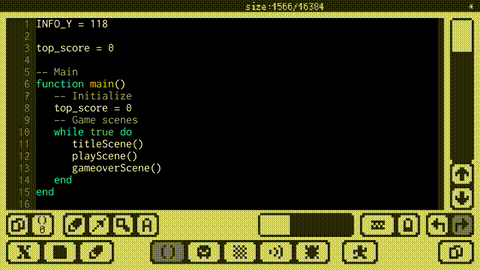 size:1566/16384 *
1 INFO_Y = 118
2
3 top_score = 0
4
5 -- Main
6 function main()
7 -- Initialize
8 top_score = 0
9 -- Game scenes
10 while true do
11 titleScene()
12 playScene()
13 gameoverScene()
14 end
15 end
16